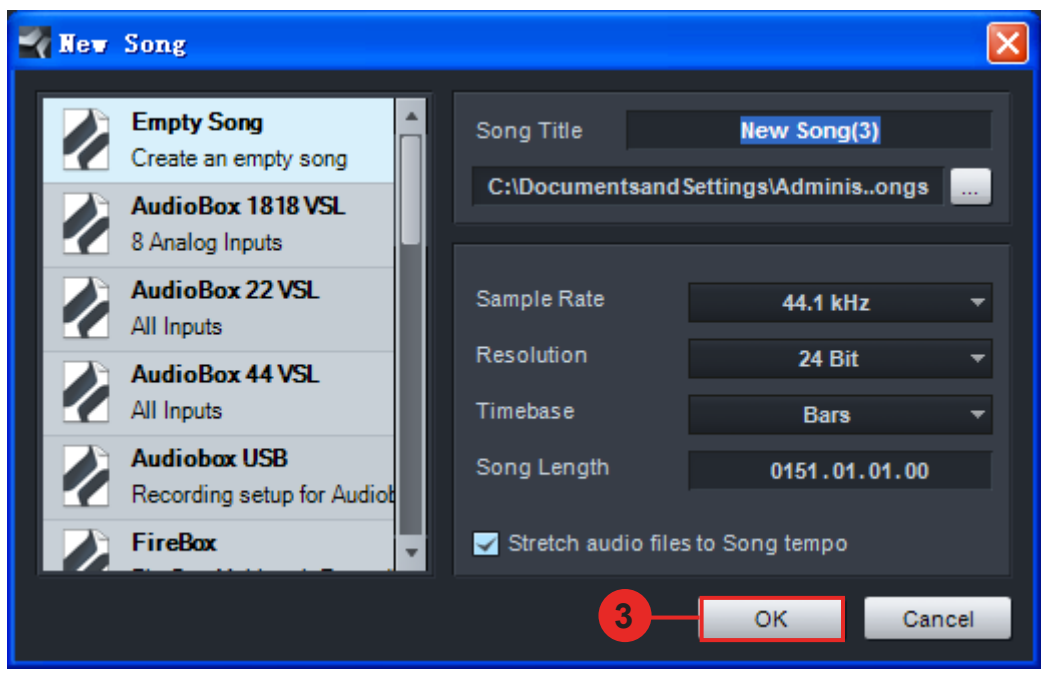 New Song
Empty Song
Create an empty song
AudioBox 1818 VSL
8 Analog Inputs
AudioBox 22 VSL
All Inputs
AudioBox 44 VSL
All Inputs
Audiobox USB
Recording setup for Audiob
FireBox
Song Title
New Song(3)
C:\DocumentsandSettings\Adminis..ongs
...
Sample Rate
44.1 kHz
Resolution
24 Bit
Timebase
Bars
Song Length
0151.01.01.00
Stretch audio files to Song tempo
3
OK
Cancel